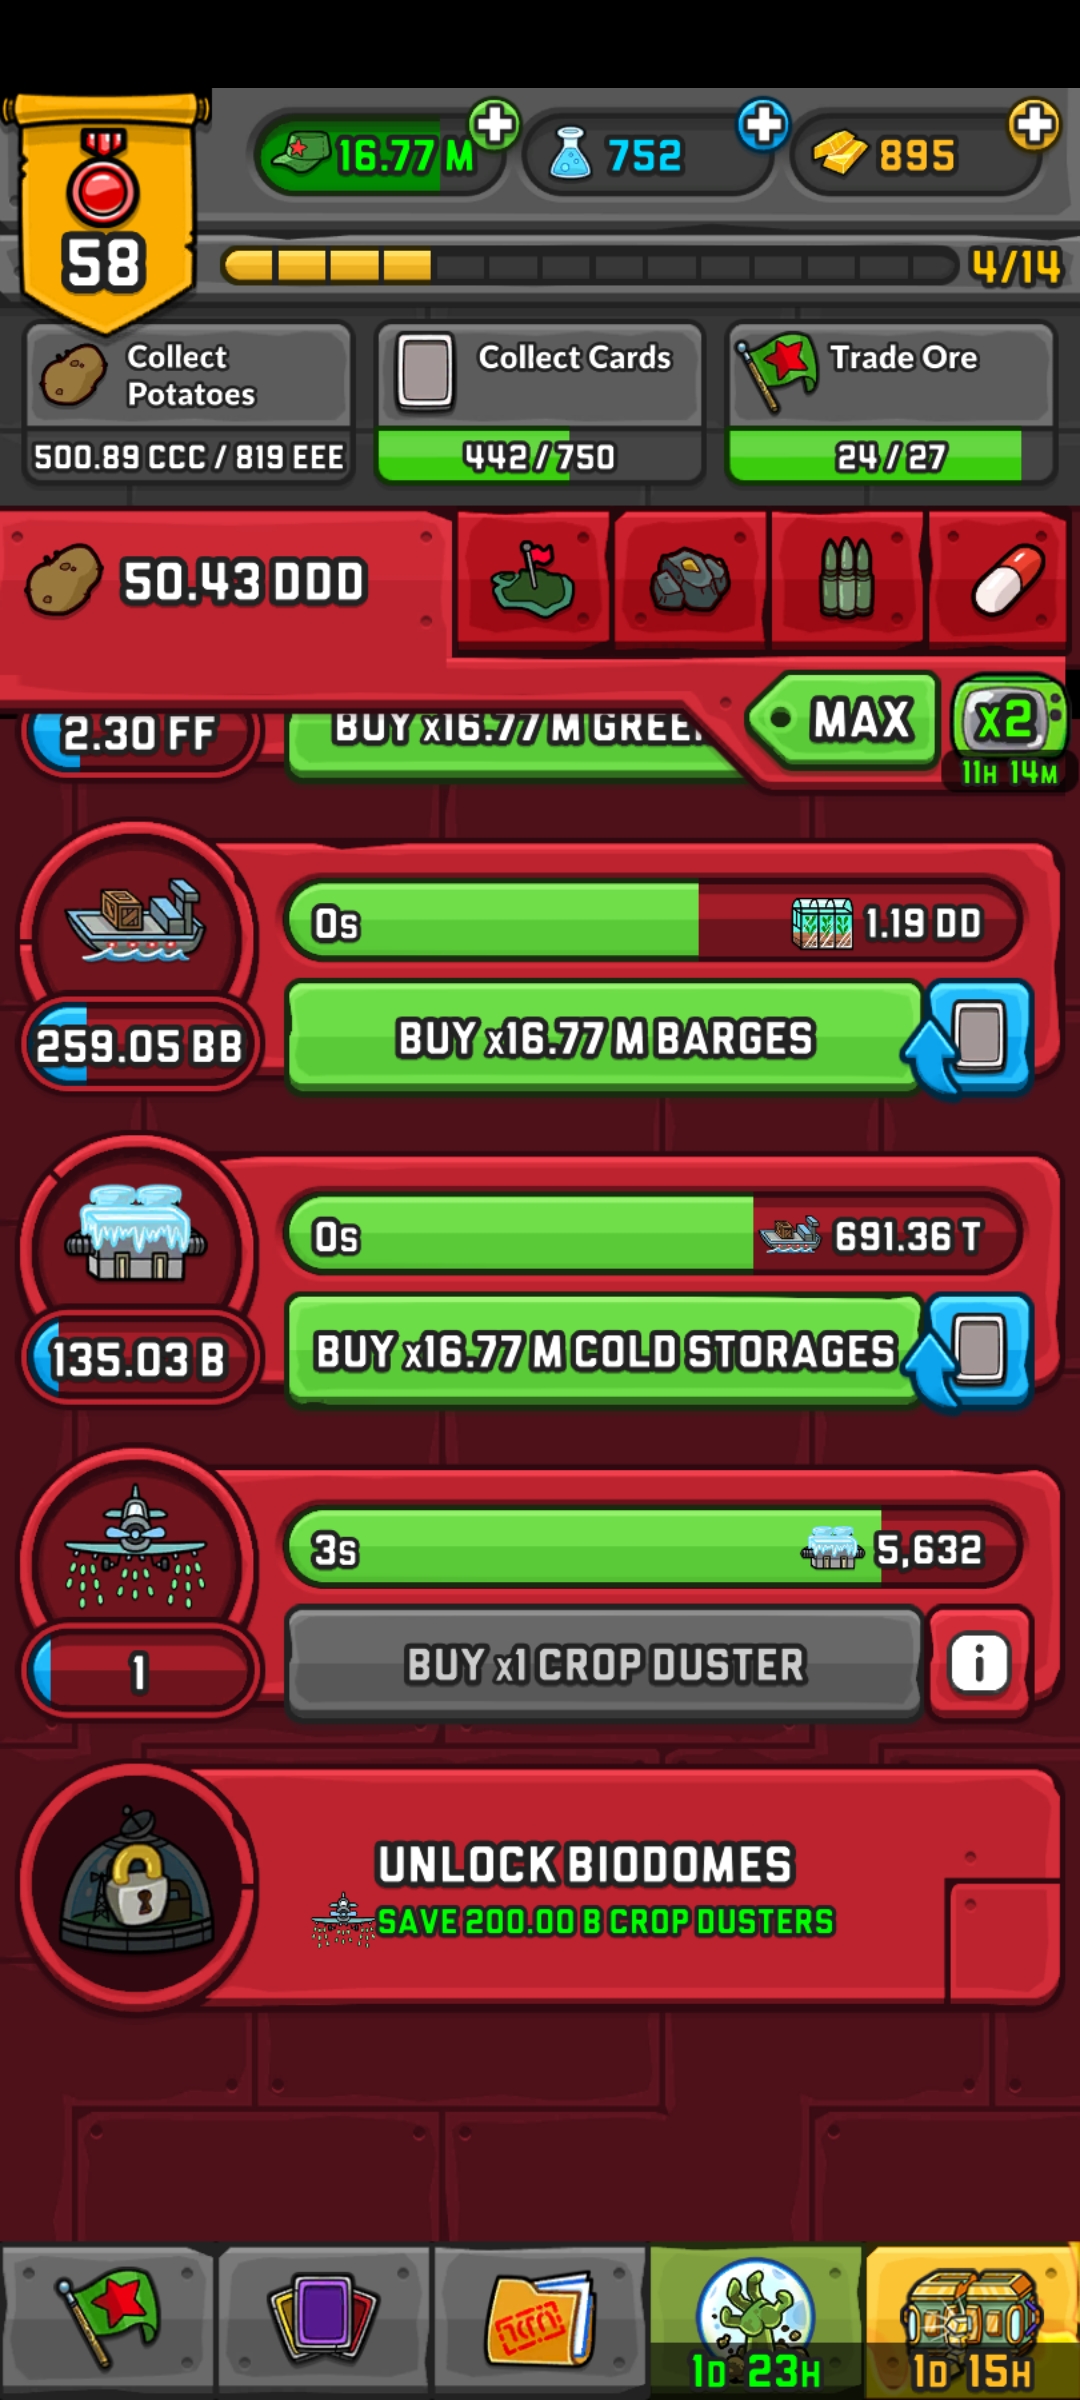 16.77 M
752
895
58
4/14
Collect Potatoes
500.89 CCC / 819 EEE
Collect Cards
442/750
Trade Ore
24/27
50.43 DDD
MAX
x2
11H 14M
2.30 FF
BUY x16.77 M GREE
0s
1.19 DD
259.05 BB
BUY x16.77 M BARGES
0s
691.36 T
135.03 B
BUY x16.77 M COLD STORAGES
3s
5,632
1
BUY x1 CROP DUSTER
i
UNLOCK BIODOMES
SAVE 200.00 B CROP DUSTERS
1D 23H
1D 15H